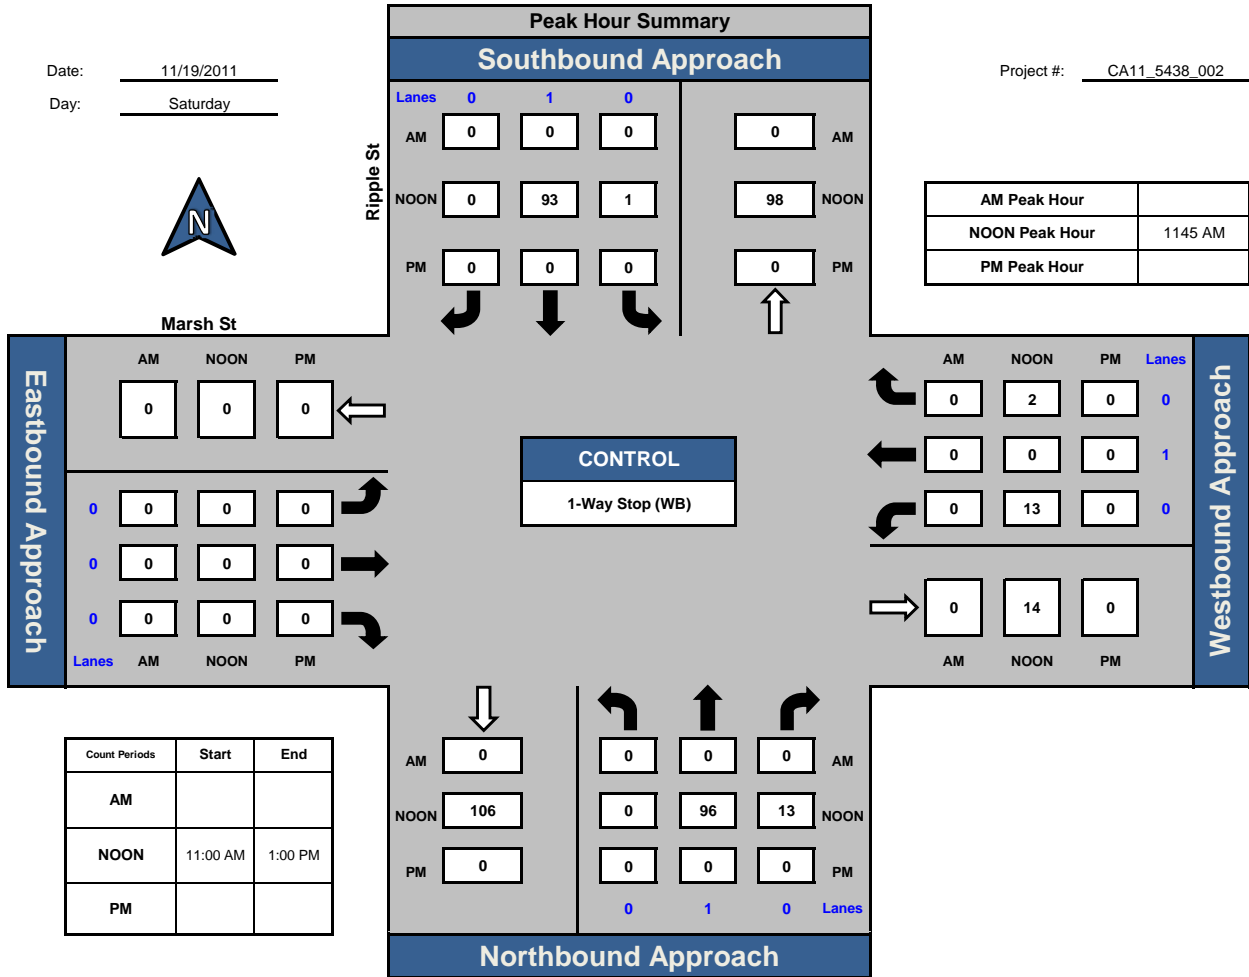 Peak Hour Summary
Southbound Approach
Date: 11/19/2011
Project #: CA11_5438_002
Day: Saturday
Lanes 0 1 0
AM 0 0 0 0 AM
Ripple St
NOON 0 93 1 98 NOON
PM 0 0 0 0 PM
N
AM Peak Hour
NOON Peak Hour 1145 AM
PM Peak Hour
Marsh St
Eastbound Approach
AM NOON PM
0 0 0
0 0 0 0
0 0 0 0
0 0 0 0
Lanes AM NOON PM
CONTROL
1-Way Stop (WB)
AM NOON PM Lanes
0 2 0 0
0 0 0 1
0 13 0 0
0 14 0
AM NOON PM
Westbound Approach
Count Periods Start End
AM
NOON 11:00 AM 1:00 PM
PM
AM 0 0 0 0 AM
NOON 106 0 96 13 NOON
PM 0 0 0 0 PM
0 1 0 Lanes
Northbound Approach